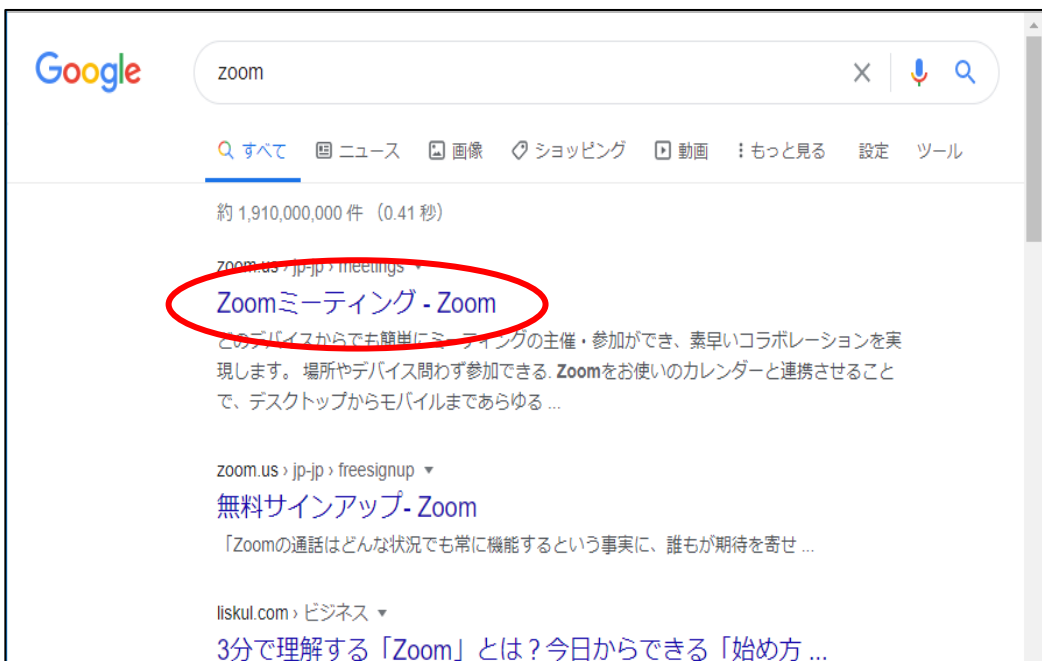 Google
zoom
すべて ニュース 画像 ショッピング 動画 もっと見る 設定 ツール
約 1,910,000,000 件 （0.41 秒）
zoom.us › jp-jp › meetings
Zoomミーティング - Zoom
どのデバイスからでも簡単にミーティングの主催・参加ができ、素早いコラボレーションを実
現します。 場所やデバイス問わず参加できる. Zoomをお使いのカレンダーと連携させること
で、デスクトップからモバイルまであらゆる ...
zoom.us › jp-jp › freesignup
無料サインアップ- Zoom
「Zoomの通話はどんな状況でも常に機能するという事実に、誰もが期待を寄せ ...
liskul.com › ビジネス
3分で理解する「Zoom」とは？今日からできる「始め方 ...